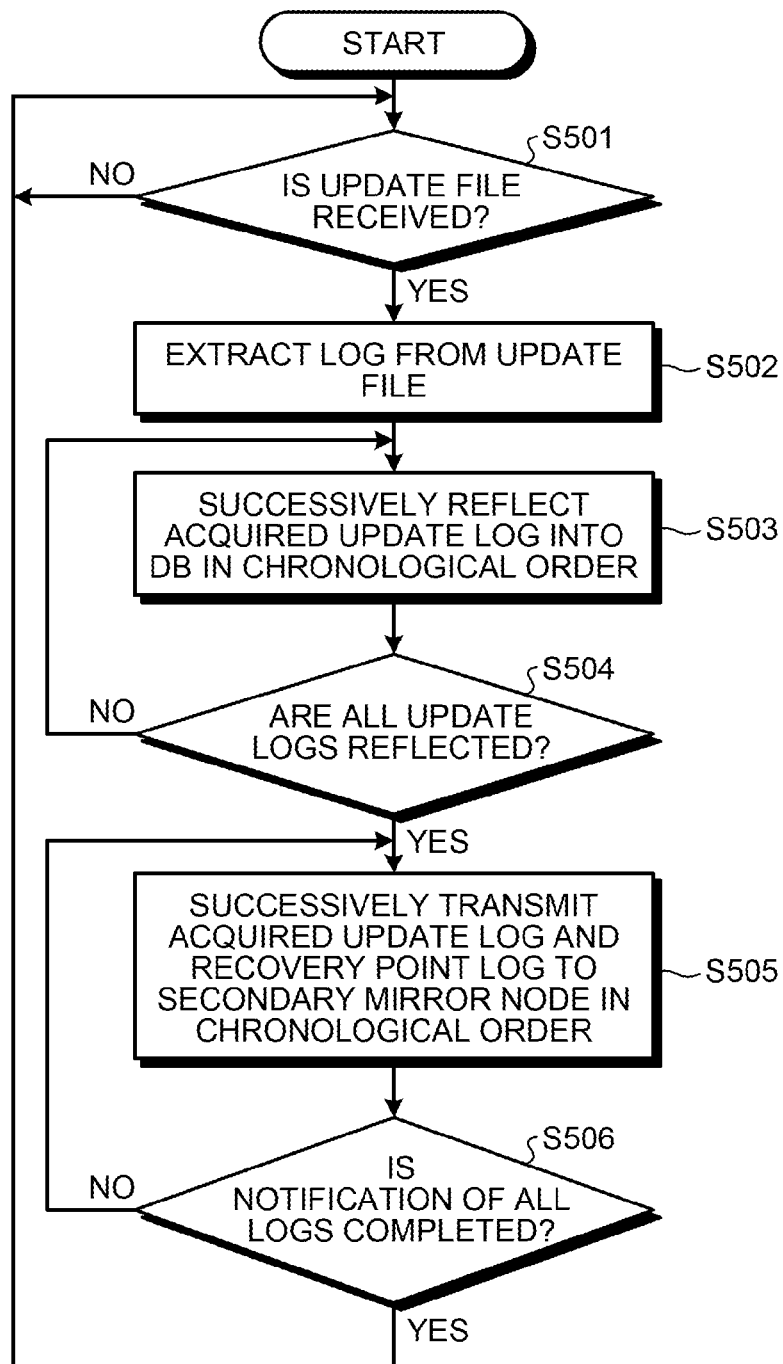 START
S501
NO
IS UPDATE FILE
RECEIVED?
YES
EXTRACT LOG FROM UPDATE
FILE
S502
SUCCESSIVELY REFLECT
ACQUIRED UPDATE LOG INTO
DB IN CHRONOLOGICAL ORDER
S503
S504
NO
ARE ALL UPDATE
LOGS REFLECTED?
YES
SUCCESSIVELY TRANSMIT
ACQUIRED UPDATE LOG AND
RECOVERY POINT LOG TO
SECONDARY MIRROR NODE IN
CHRONOLOGICAL ORDER
S505
S506
NO
IS
NOTIFICATION OF ALL
LOGS COMPLETED?
YES